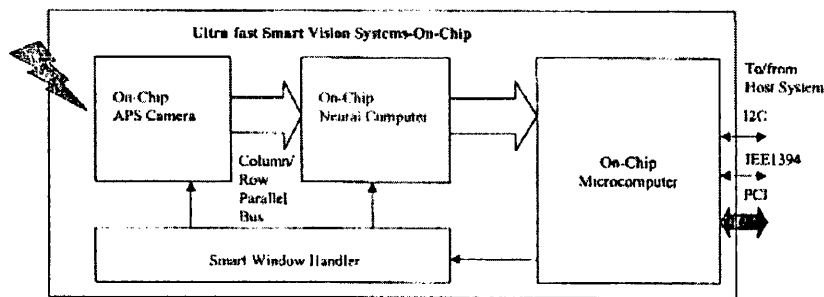 Ultra fast Smart Vision Systems-On-Chip
On-Chip
APS Camera
On-Chip
Neural Computer
Column/
Row
Parallel
Bus
On-Chip
Microcomputer
Smart Window Handler
To/from
Host System
I2C
IEE1394
PCI